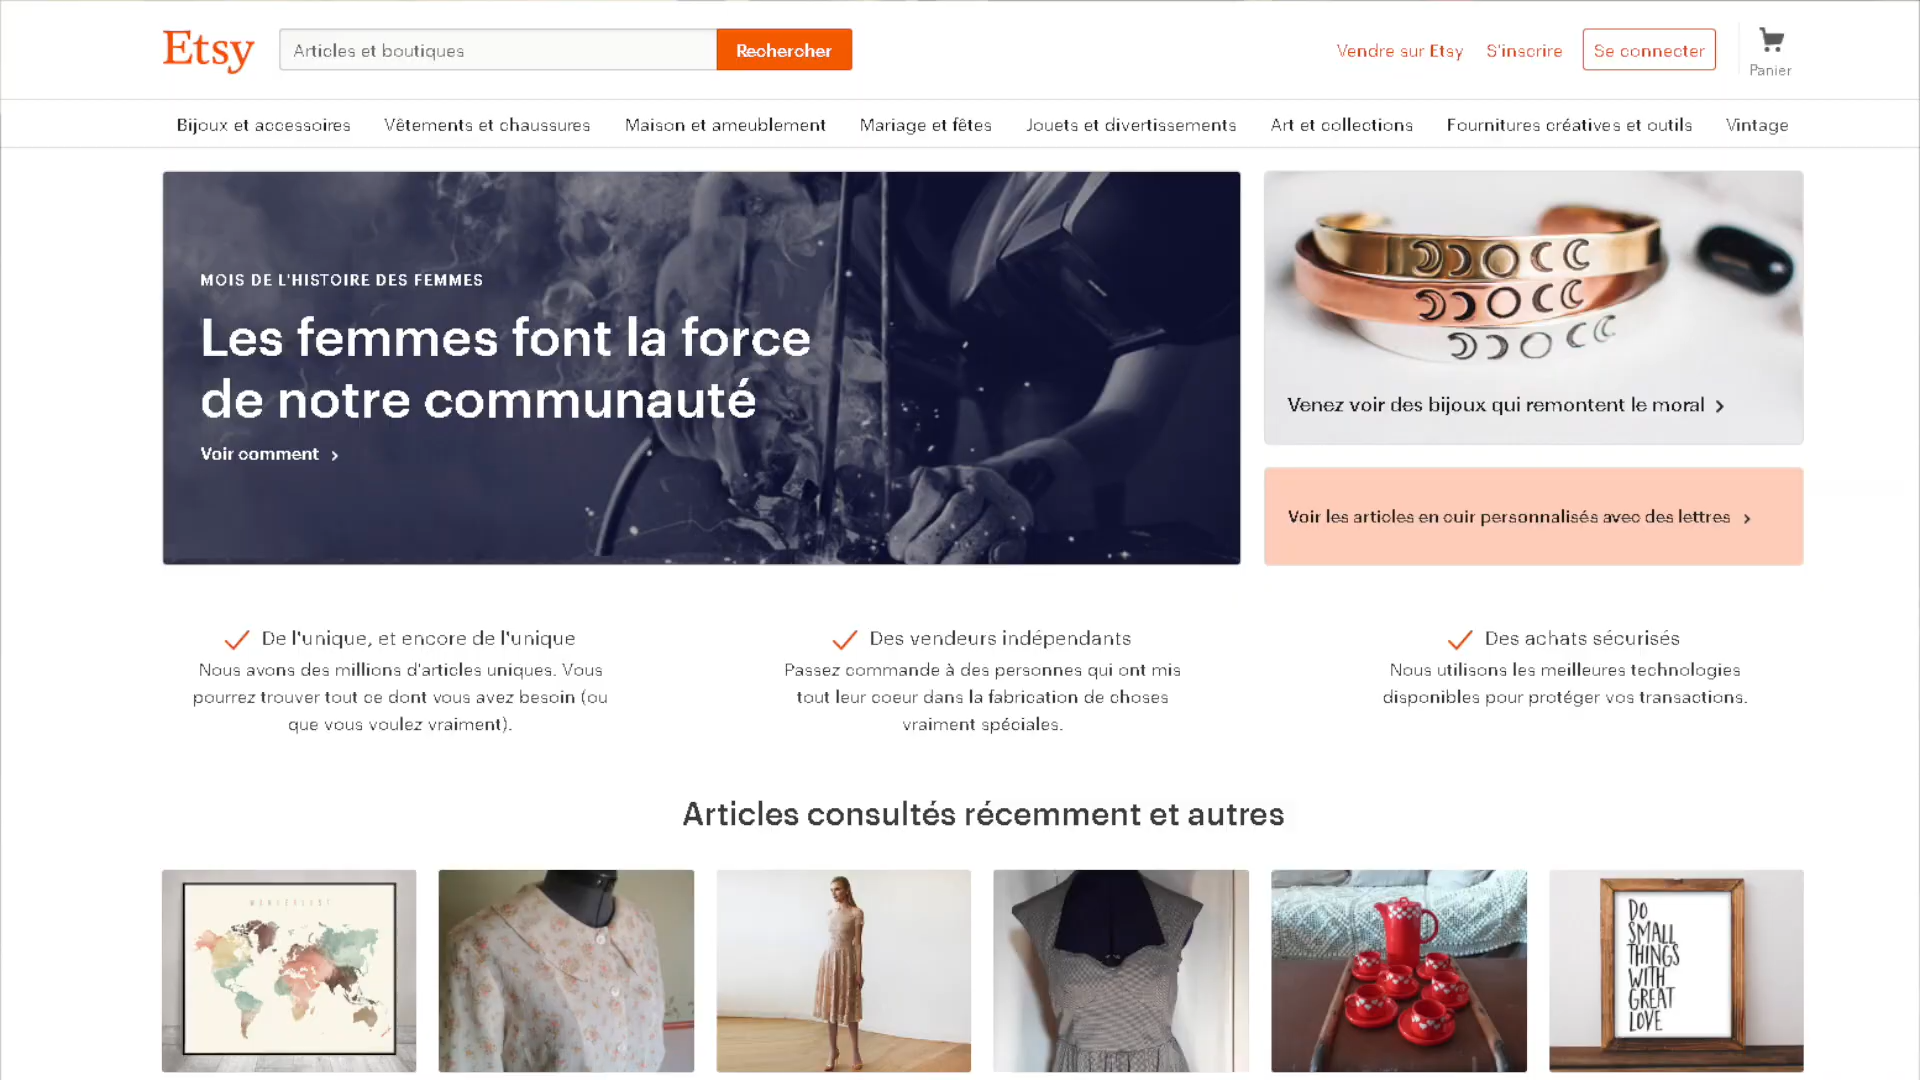 Etsy
Articles et boutiques
Rechercher
Vendre sur Etsy
S'inscrire
Se connecter
Panier
Bijoux et accessoires
Vêtements et chaussures
Maison et ameublement
Mariage et fêtes
Jouets et divertissements
Art et collections
Fournitures créatives et outils
Vintage
MOIS DE L'HISTOIRE DES FEMMES
Les femmes font la force
de notre communauté
Voir comment
Venez voir des bijoux qui remontent le moral
Voir les articles en cuir personnalisés avec des lettres
De l'unique, et encore de l'unique
Nous avons des millions d'articles uniques. Vous
pourrez trouver tout ce dont vous avez besoin (ou
que vous voulez vraiment).
Des vendeurs indépendants
Passez commande à des personnes qui ont mis
tout leur coeur dans la fabrication de choses
vraiment spéciales.
Des achats sécurisés
Nous utilisons les meilleures technologies
disponibles pour protéger vos transactions.
Articles consultés récemment et autres
WANDERLUST
DO
SMALL
THINGS
WITH
GREAT
LOVE